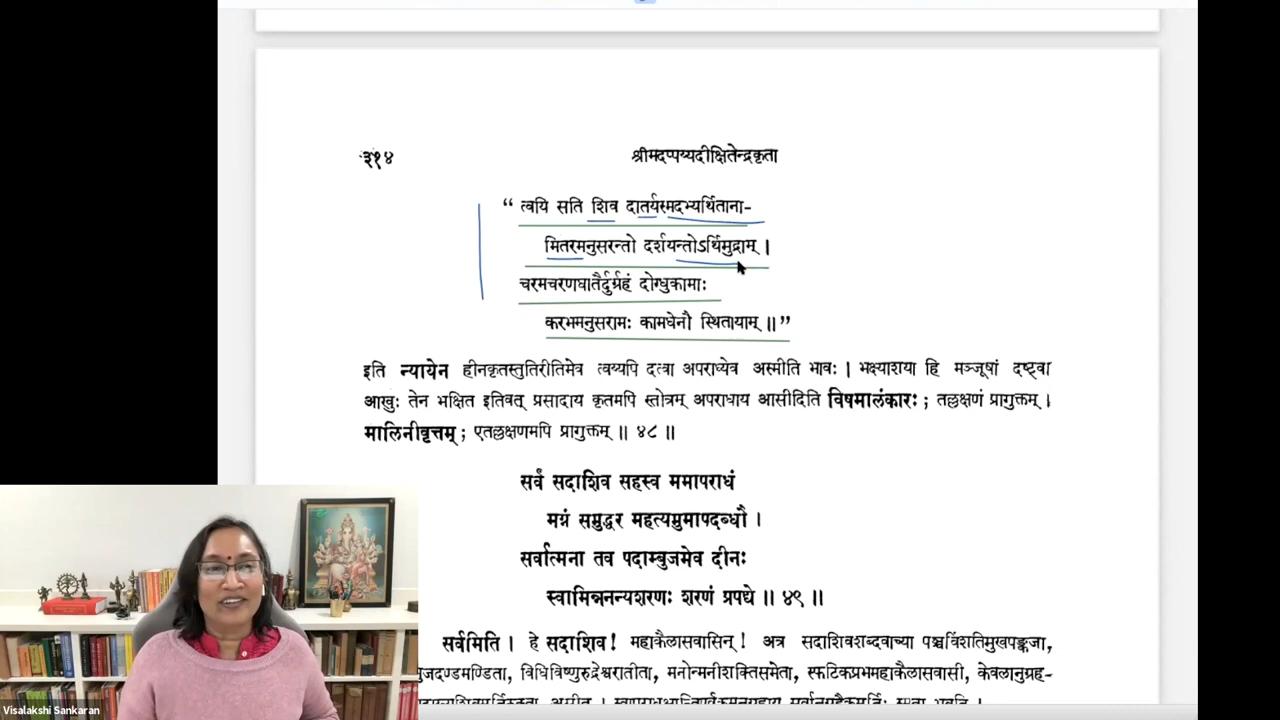 ३१४ श्रीमदप्पय्यदीक्षितेन्द्रकृता
“ त्वयि सति शिव दातर्यस्मदभ्यर्थिताना-
मितरमनुसरन्तो दर्शयन्तोऽर्थिमुद्राम् ।
चरमचरणघातैर्दुर्ग्रहं दोग्धुकामाः
करभमनुसरामः कामधेनौ स्थितायाम् ॥”
इति न्यायेन हीनकृतस्तुतिरीतिमेत्र त्वय्यपि दत्वा अपराध्येव अस्मीति भावः । भक्ष्याशया हि मञ्जूषां दष्ट्वा
आखुः तेन भक्षित इतिवत् प्रसादाय कृतमपि स्तोत्रम् अपराधाय आसीदिति विषमालंकारः ; तल्लक्षणं प्रागुक्तम् ।
मालिनीवृत्तम् ; एतल्लक्षणमपि प्रागुक्तम् ॥ ४८ ॥
सर्वं सदाशिव सहस्व ममापराधं
मग्नं समुद्धर महत्यमुमापदब्धौ ।
सर्वात्मना तव पदाम्बुजमेव दीनः
स्वामिन्ननन्यशरणः शरणं प्रपद्ये ॥ ४९ ॥
सर्वमिति । हे सदाशिव ! महाकैलासवासिन् ! अत्र सदाशिवशब्दवाच्या पञ्चविंशतिमुखपङ्कजा,
जदण्डमण्डिता, विधिविष्णुरुद्रेश्वरातीता, मनोन्मनीशक्तिसमेता, स्फटिकप्रभमहाकैलासवासी, केवलानुग्रह-
Visalakshi Sankaran